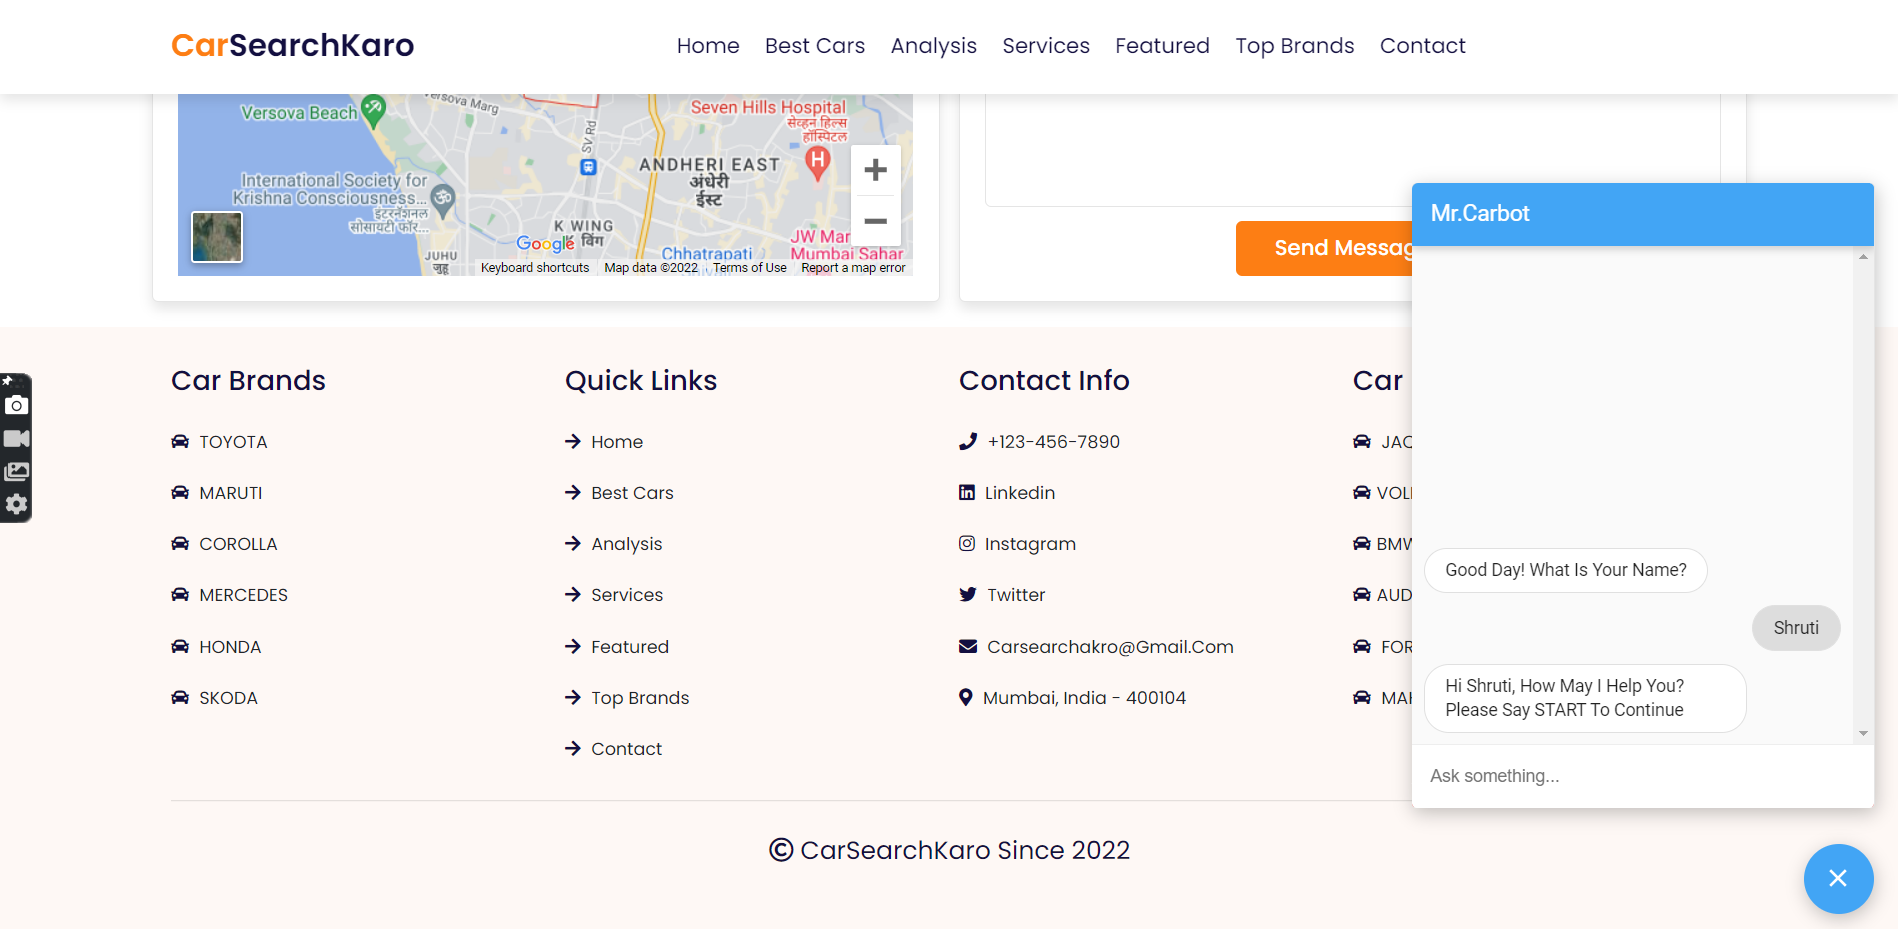 CarSearchKaro
Home Best Cars Analysis Services Featured Top Brands Contact
Versova Beach
Versova Marg
Seven Hills Hospital
सेव्हन हिल्स
हॉस्पिटल
SV Rd
ANDHERI EAST
अंधेरी
ईस्ट
International Society for
Krishna Consciousness...
इंटरनॅशनल
सोसायटी फॉर...
K WING
के विंग
Google
JUHU
जुहू
Chhatrapati
JW Mar
Mumbai Sahar
Keyboard shortcuts Map data ©2022 Terms of Use Report a map error
Send Messag
Car Brands
TOYOTA
MARUTI
COROLLA
MERCEDES
HONDA
SKODA
Quick Links
Home
Best Cars
Analysis
Services
Featured
Top Brands
Contact
Contact Info
+123-456-7890
Linkedin
Instagram
Twitter
Carsearchakro@Gmail.Com
Mumbai, India - 400104
Car
JAC
VOL
BMW
AUD
FOR
MAH
Mr.Carbot
Good Day! What Is Your Name?
Shruti
Hi Shruti, How May I Help You?
Please Say START To Continue
Ask something...
© CarSearchKaro Since 2022